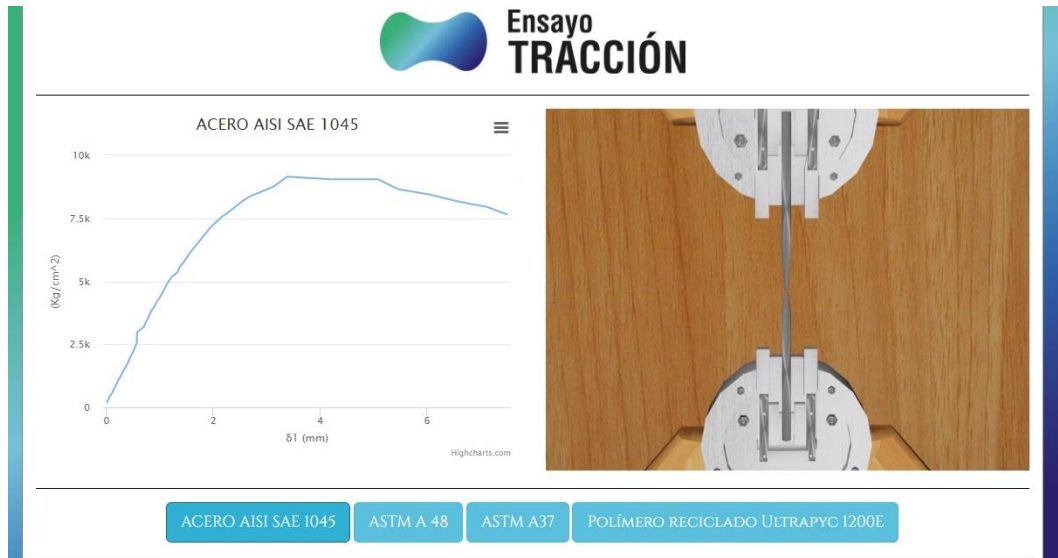 Ensayo
TRACCIÓN
ACERO AISI SAE 1045
10k
7.5k
5k
2.5k
0
(Kg/cm^2)
0 2 4 6
δ1 (mm)
Highcharts.com
ACERO AISI SAE 1045 ASTM A 48 ASTM A37 Polímero reciclado Ultrapyc 1200E